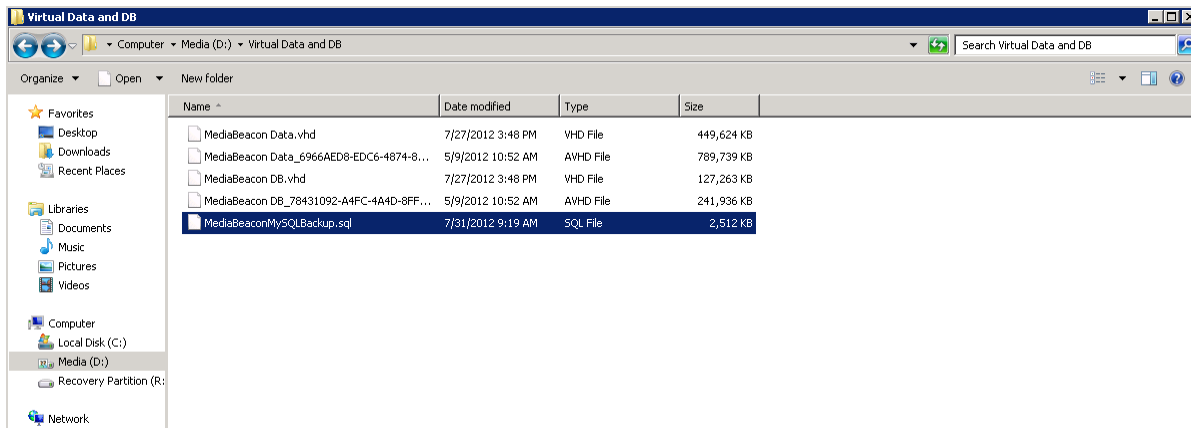 Virtual Data and DB
Computer Media (D:) Virtual Data and DB
Search Virtual Data and DB
Organize Open New folder
Name Date modified Type Size
Favorites
Desktop
Downloads
Recent Places
Libraries
Documents
Music
Pictures
Videos
Computer
Local Disk (C:)
Media (D:)
Recovery Partition (R:
Network
MediaBeacon Data.vhd 7/27/2012 3:48 PM VHD File 449,624 KB
MediaBeacon Data_6966AED8-EDC6-4874-8... 5/9/2012 10:52 AM AVHD File 789,739 KB
MediaBeacon DB.vhd 7/27/2012 3:48 PM VHD File 127,263 KB
MediaBeacon DB_78431092-A4FC-4A4D-8FF... 5/9/2012 10:52 AM AVHD File 241,936 KB
MediaBeaconMySQLBackup.sql 7/31/2012 9:19 AM SQL File 2,512 KB